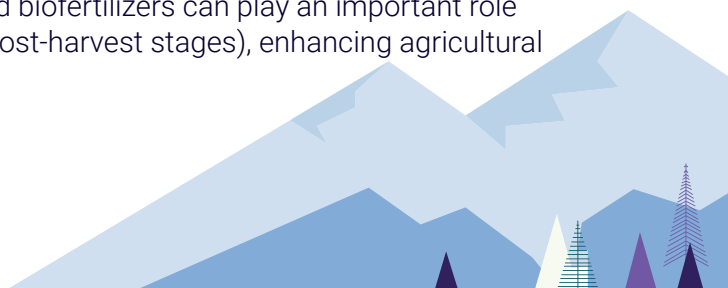 d biofertilizers can play an important role
ost-harvest stages), enhancing agricultural